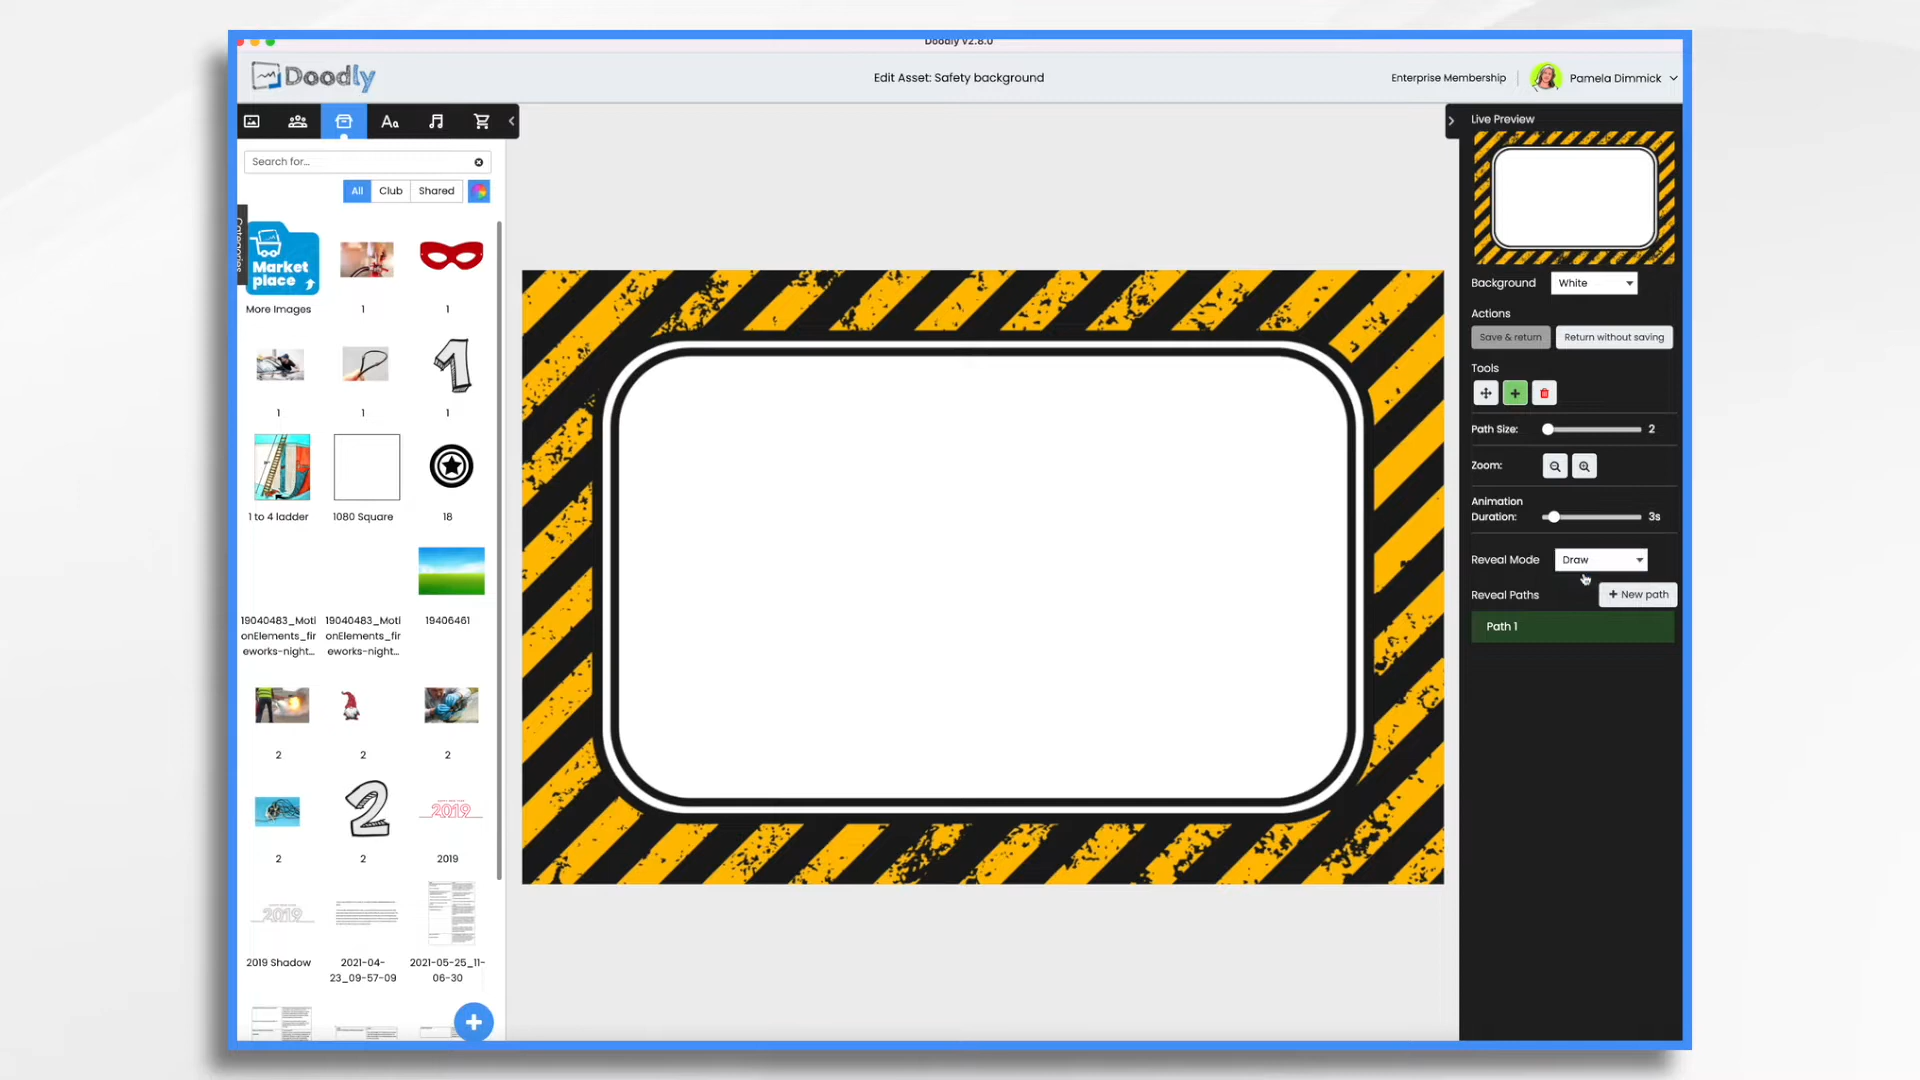 Doodly v2.8.0
Doodly
Edit Asset: Safety background
Enterprise Membership
Pamela Dimmick
Aa
Search for...
All
Club
Shared
Categories
Market
place
More Images
1
1
1
1
1
1 to 4 ladder
1080 Square
18
19040483_Moti
onElements_fir
eworks-night...
19040483_Moti
onElements_fir
eworks-night...
19406461
2
2
2
2019
2
2
2019
2019
2019 Shadow
2021-04-
23_09-57-09
2021-05-25_11-
06-30
Live Preview
Background
White
Actions
Save & return
Return without saving
Tools
Path Size:
2
Zoom:
Animation
Duration:
3s
Reveal Mode
Draw
Reveal Paths
+ New path
Path 1